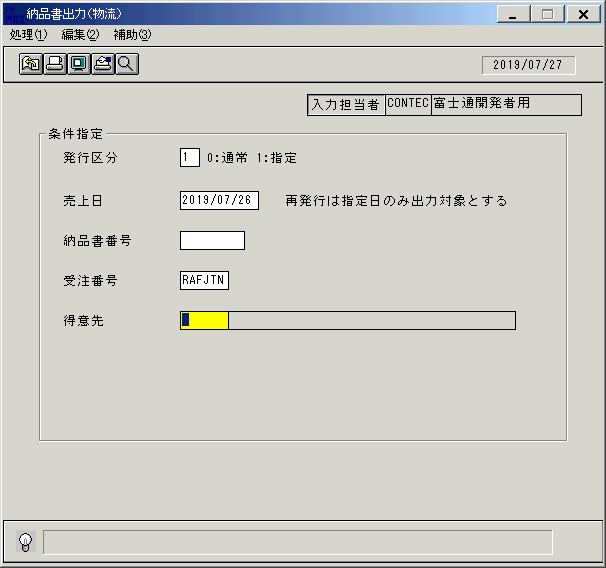 納品書出力(物流)
処理(1) 編集(2) 補助(3)
2019/07/27
入力担当者 CONTEC 富士通開発者用
条件指定
発行区分 1 0:通常 1:指定
売上日 2019/07/26 再発行は指定日のみ出力対象とする
納品書番号
受注番号 RAFJTN
得意先